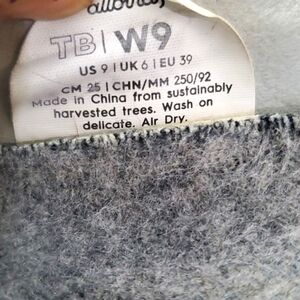 allbirds
TB | W9
US 9 | UK 6 | EU 39
CM 25 | CHN/MM 250/92
Made in China from sustainably
harvested trees. Wash on
delicate. Air Dry.